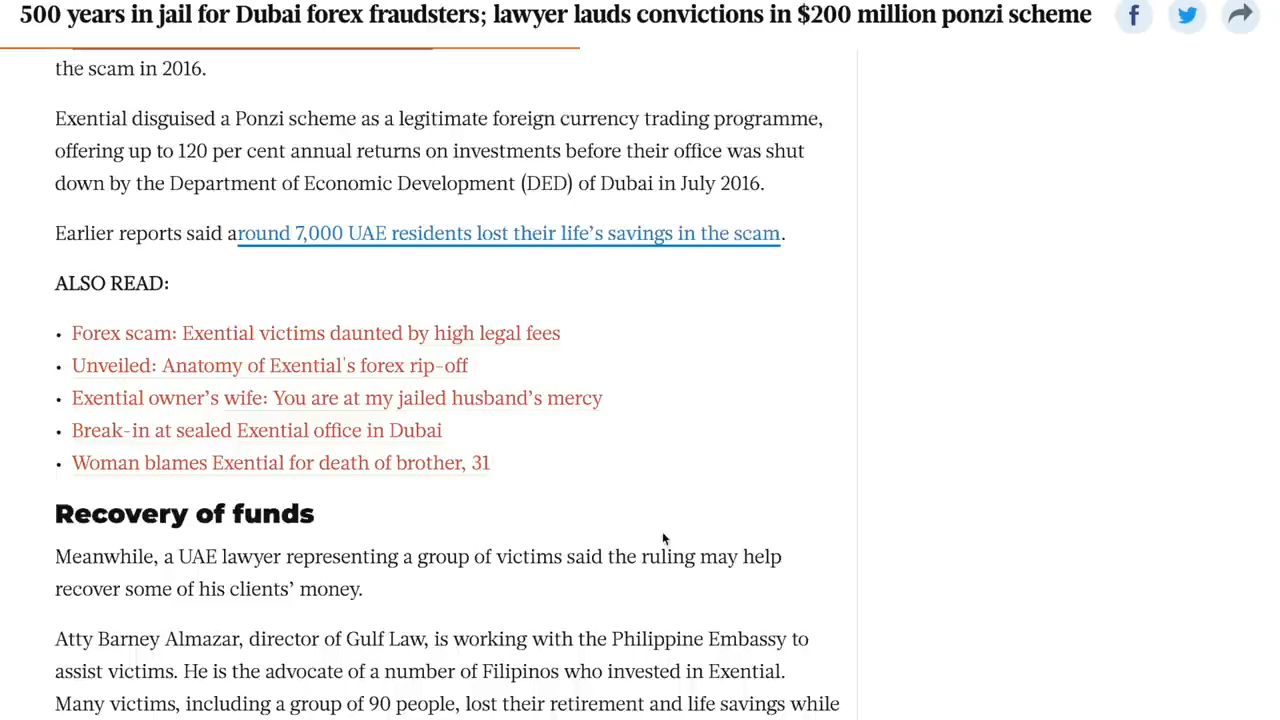 500 years in jail for Dubai forex fraudsters; lawyer lauds convictions in $200 million ponzi scheme
the scam in 2016.
Exential disguised a Ponzi scheme as a legitimate foreign currency trading programme,
offering up to 120 per cent annual returns on investments before their office was shut
down by the Department of Economic Development (DED) of Dubai in July 2016.
Earlier reports said around 7,000 UAE residents lost their life’s savings in the scam.
ALSO READ:
• Forex scam: Exential victims daunted by high legal fees
• Unveiled: Anatomy of Exential's forex rip-off
• Exential owner’s wife: You are at my jailed husband’s mercy
• Break-in at sealed Exential office in Dubai
• Woman blames Exential for death of brother, 31
Recovery of funds
Meanwhile, a UAE lawyer representing a group of victims said the ruling may help
recover some of his clients’ money.
Atty Barney Almazar, director of Gulf Law, is working with the Philippine Embassy to
assist victims. He is the advocate of a number of Filipinos who invested in Exential.
Many victims, including a group of 90 people, lost their retirement and life savings while